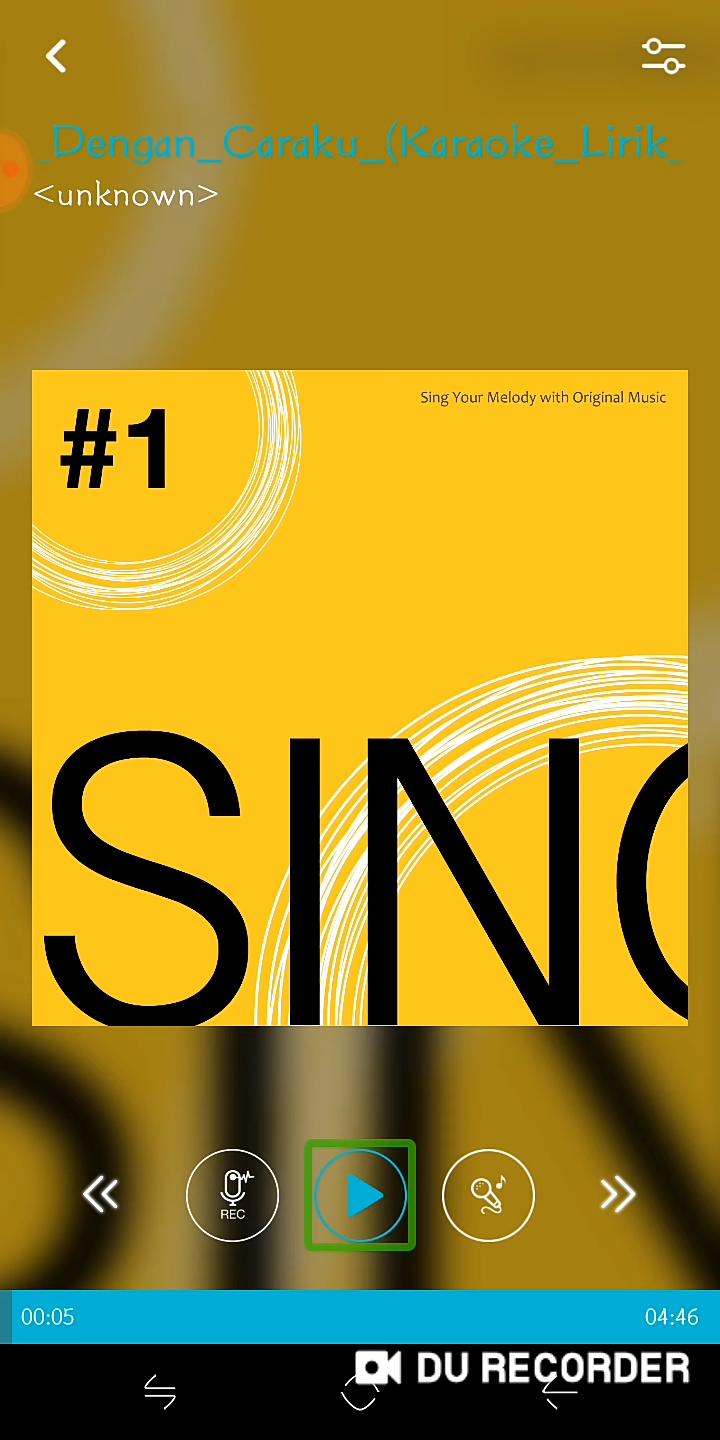 _Dengan_Caraku_(Karaoke_Lirik_
<unknown>
#1
Sing Your Melody with Original Music
SING
REC
00:05
04:46
DU RECORDER